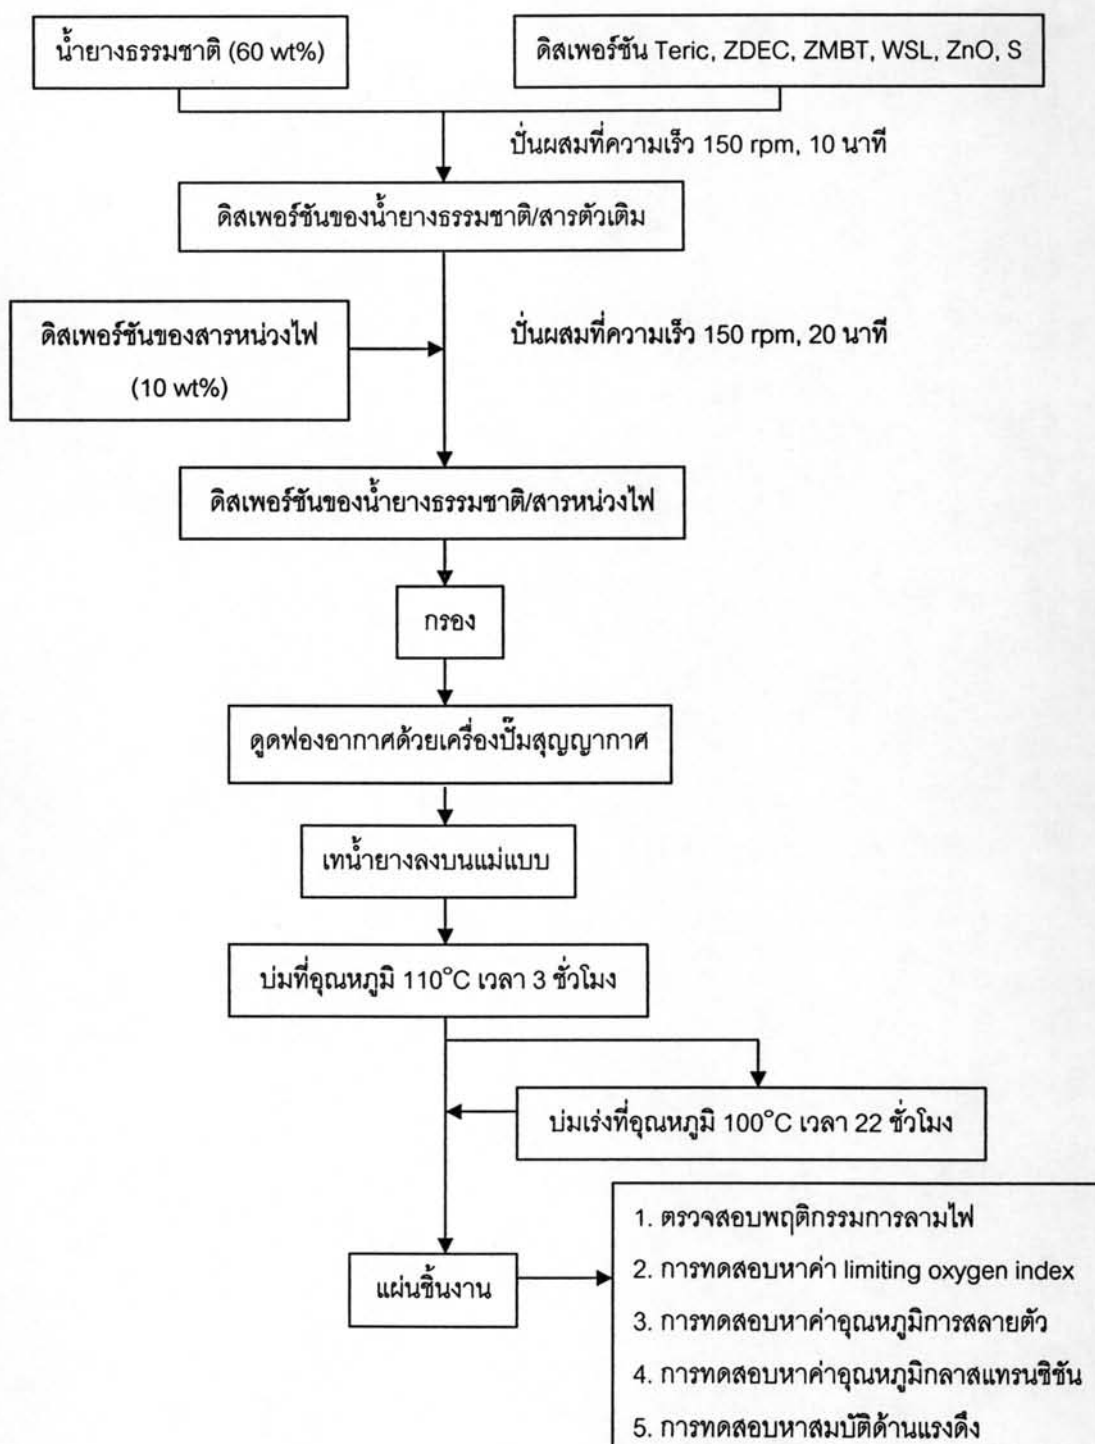 น้ำยางธรรมชาติ (60 wt%)
ดิสเพอร์ชัน Teric, ZDEC, ZMBT, WSL, ZnO, S
ปั่นผสมที่ความเร็ว 150 rpm, 10 นาที
ดิสเพอร์ชันของน้ำยางธรรมชาติ/สารตัวเติม
ดิสเพอร์ชันของสารหน่วงไฟ
(10 wt%)
ปั่นผสมที่ความเร็ว 150 rpm, 20 นาที
ดิสเพอร์ชันของน้ำยางธรรมชาติ/สารหน่วงไฟ
กรอง
ดูดฟองอากาศด้วยเครื่องปั๊มสุญญากาศ
เทน้ำยางลงบนแม่แบบ
บ่มที่อุณหภูมิ 110°C เวลา 3 ชั่วโมง
บ่มเร่งที่อุณหภูมิ 100°C เวลา 22 ชั่วโมง
แผ่นชิ้นงาน
1. ตรวจสอบพฤติกรรมการลามไฟ
2. การทดสอบหาค่า limiting oxygen index
3. การทดสอบหาค่าอุณหภูมิการสลายตัว
4. การทดสอบหาค่าอุณหภูมิกลาสแทรนซิชัน
5. การทดสอบหาสมบัติด้านแรงดึง